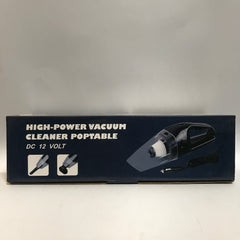 HIGH-POWER VACUUM
CLEANER POPTABLE
DC 12 VOLT